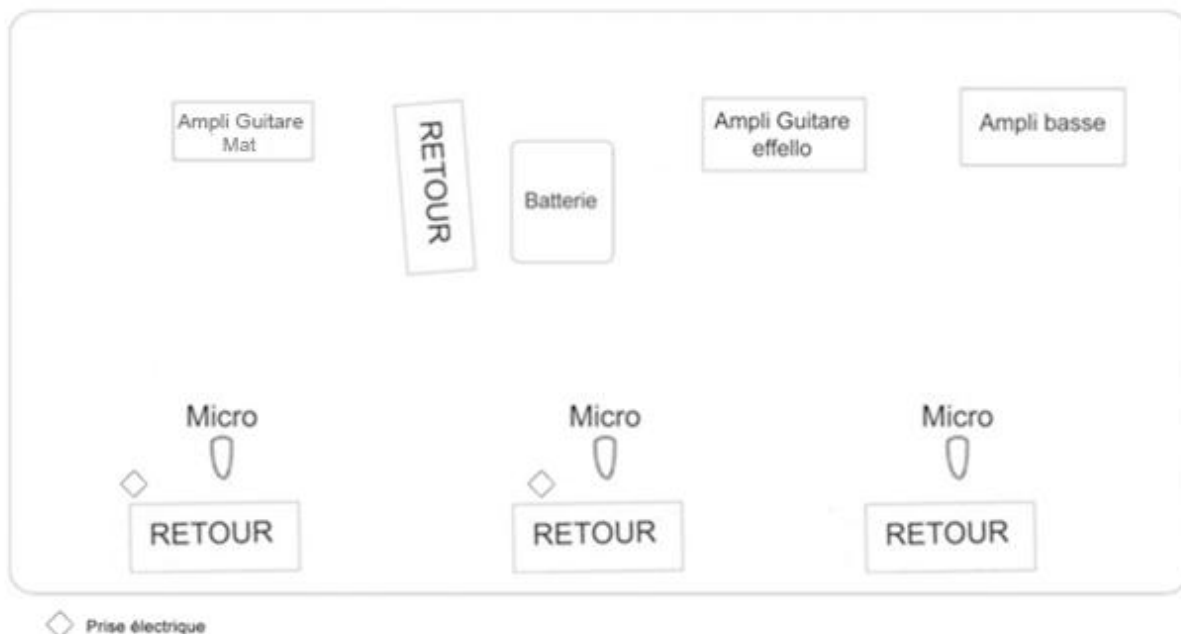 Ampli Guitare
Mat
RETOUR
Batterie
Ampli Guitare
effello
Ampli basse
Micro
Micro
Micro
RETOUR
RETOUR
RETOUR
Prise électrique